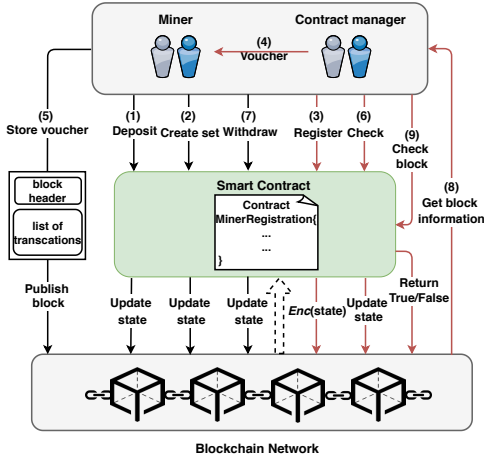 Miner
Contract manager
(4)
Voucher
(5)
Store voucher
(1)
Deposit
(2)
Create set
(7)
Withdraw
(3)
Register
(6)
Check
(9)
Check
block
(8)
Get block
information
block
header
list of
transcations
Smart Contract
Contract
MinerRegistration{
...
...
}
Publish
block
Update
state
Update
state
Update
state
Enc(state)
Update
state
Return
True/False
Blockchain Network